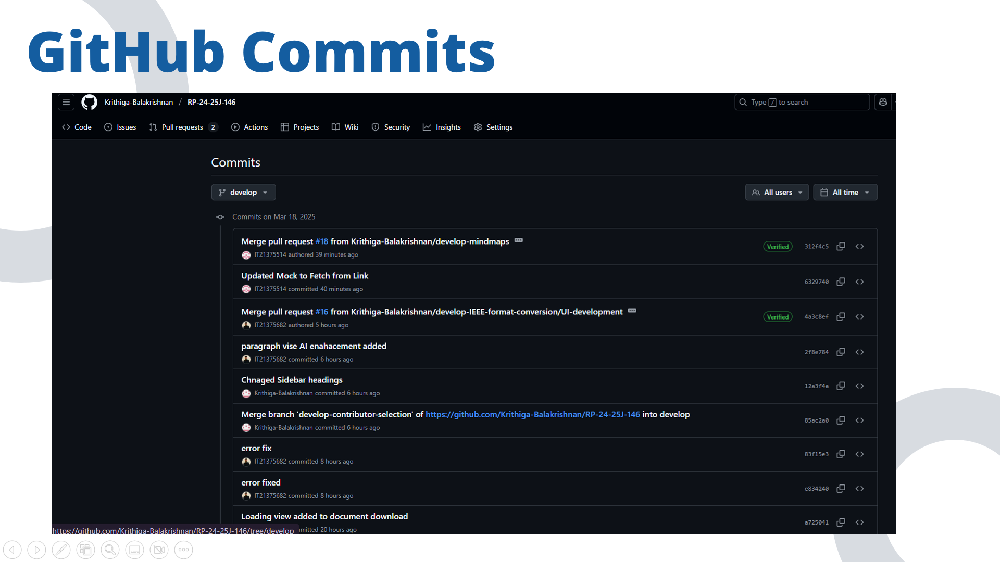 GitHub Commits
Krithiga-Balakrishnan / RP-24-25J-146
Type / to search
Code Issues Pull requests 2 Actions Projects Wiki Security Insights Settings
Commits
develop
All users All time
Commits on Mar 18, 2025
Merge pull request #18 from Krithiga-Balakrishnan/develop-mindmaps
IT21375514 authored 39 minutes ago
Verified 312f4c5
Updated Mock to Fetch from Link
IT21375514 committed 40 minutes ago
6329740
Merge pull request #16 from Krithiga-Balakrishnan/develop-IEEE-format-conversion/UI-development
IT21375682 authored 5 hours ago
Verified 4a3c8ef
paragraph vise AI enahacement added
IT21375682 committed 6 hours ago
2f8e784
Chnaged Sidebar headings
Krithiga-Balakrishnan committed 6 hours ago
12a3f4a
Merge branch 'develop-contributor-selection' of https://github.com/Krithiga-Balakrishnan/RP-24-25J-146 into develop
Krithiga-Balakrishnan committed 6 hours ago
85ac2a0
error fix
IT21375682 committed 8 hours ago
83f15e3
error fixed
IT21375682 committed 8 hours ago
e834240
Loading view added to document download
mitted 20 hours ago
a725041
https://github.com/Krithiga-Balakrishnan/RP-24-25J-146/tree/develop